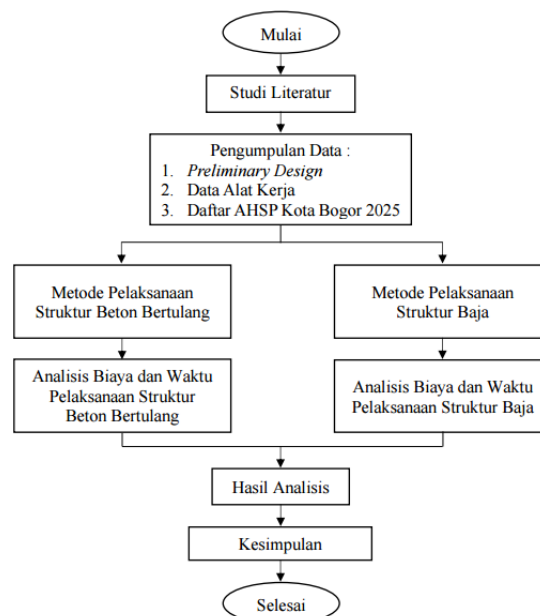 Mulai
Studi Literatur
Pengumpulan Data :
1. Preliminary Design
2. Data Alat Kerja
3. Daftar AHSP Kota Bogor 2025
Metode Pelaksanaan
Struktur Beton Bertulang
Metode Pelaksanaan
Struktur Baja
Analisis Biaya dan Waktu
Pelaksanaan Struktur
Beton Bertulang
Analisis Biaya dan Waktu
Pelaksanaan Struktur Baja
Hasil Analisis
Kesimpulan
Selesai